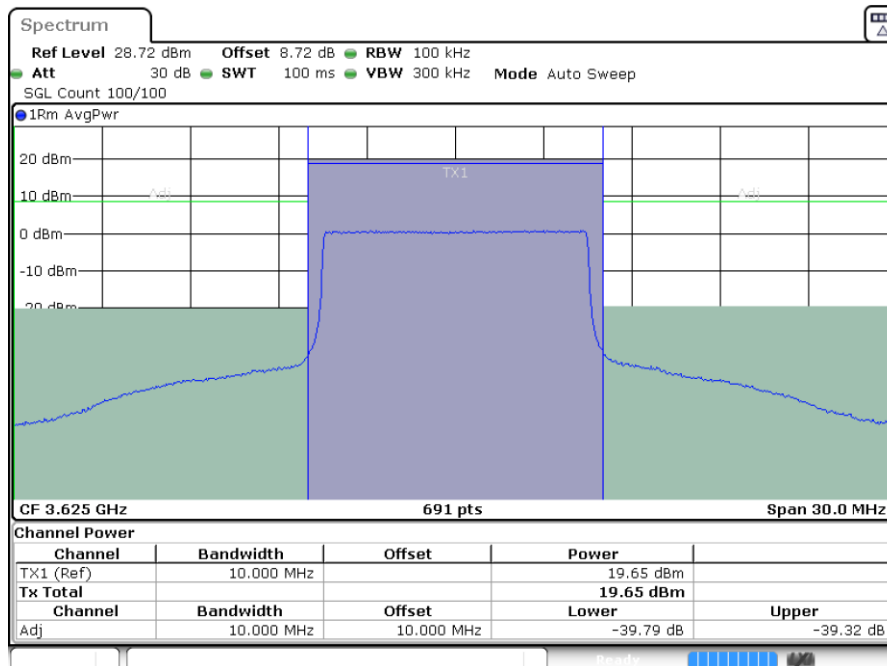 Spectrum
Ref Level 28.72 dBm Offset 8.72 dB RBW 100 kHz
Att 30 dB SWT 100 ms VBW 300 kHz Mode Auto Sweep
SGL Count 100/100
1Rm AvgPwr
20 dBm
TX1
10 dBm Adj Adj
0 dBm
-10 dBm
-20 dBm
CF 3.625 GHz 691 pts Span 30.0 MHz
Channel Power
Channel Bandwidth Offset Power
TX1 (Ref) 10.000 MHz 19.65 dBm
Tx Total 19.65 dBm
Channel Bandwidth Offset Lower Upper
Adj 10.000 MHz 10.000 MHz -39.79 dB -39.32 dB
Ready